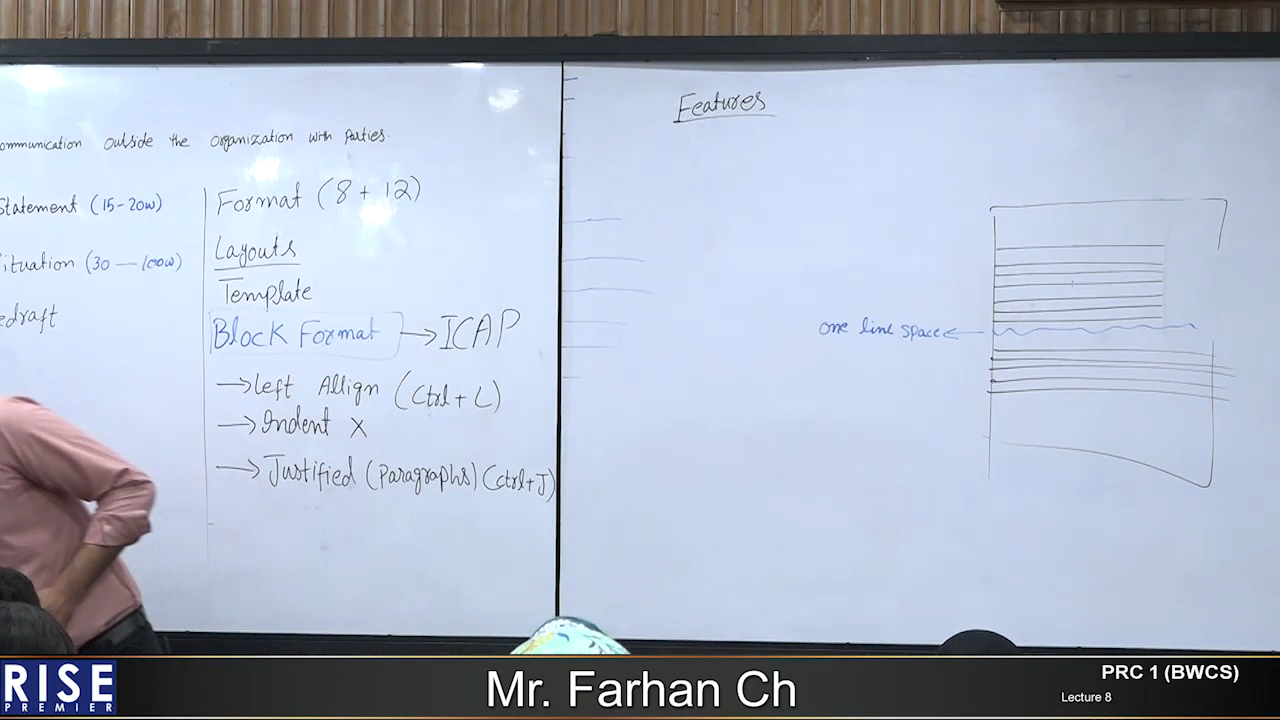 ommunication outside the organization with parties.
Statement (15-20w)
ituation (30 — 100w)
edraft
Format (8 + 12)
Layouts
Template
Block Format → ICAP
→ Left Allign (Ctrl + L)
→ Indent X
→ Justified (Paragraphs) (Ctrl+J)
Features
one line space ←
RISE
PREMIER
Mr. Farhan Ch
PRC 1 (BWCS)
Lecture 8